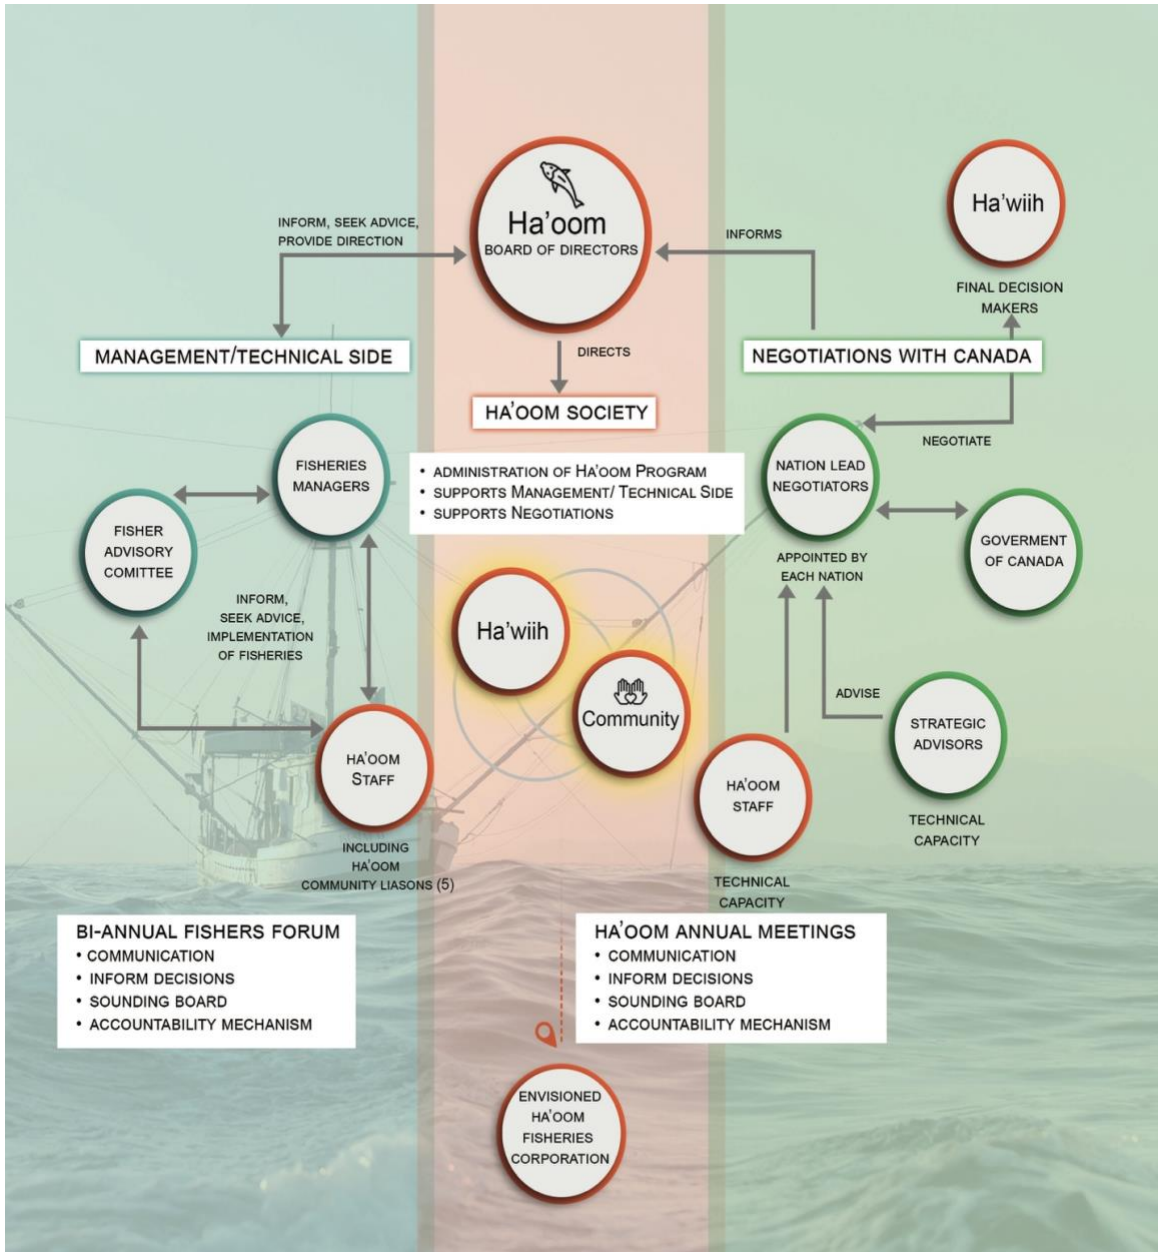 Ha'oom
BOARD OF DIRECTORS
INFORM, SEEK ADVICE,
PROVIDE DIRECTION
INFORMS
Ha'wiih
FINAL DECISION
MAKERS
MANAGEMENT/TECHNICAL SIDE
DIRECTS
NEGOTIATIONS WITH CANADA
HA'OOM SOCIETY
NEGOTIATE
• ADMINISTRATION OF HA'OOM PROGRAM
• SUPPORTS MANAGEMENT/ TECHNICAL SIDE
• SUPPORTS NEGOTIATIONS
FISHERIES
MANAGERS
FISHER
ADVISORY
COMITTEE
NATION LEAD
NEGOTIATORS
APPOINTED BY
EACH NATION
GOVERMENT
OF CANADA
INFORM,
SEEK ADVICE,
IMPLEMENTATION
OF FISHERIES
Ha'wiih
Community
ADVISE
STRATEGIC
ADVISORS
TECHNICAL
CAPACITY
HA'OOM
STAFF
INCLUDING
HA'OOM
COMMUNITY LIASONS (5)
HA'OOM
STAFF
TECHNICAL
CAPACITY
BI-ANNUAL FISHERS FORUM
• COMMUNICATION
• INFORM DECISIONS
• SOUNDING BOARD
• ACCOUNTABILITY MECHANISM
HA'OOM ANNUAL MEETINGS
• COMMUNICATION
• INFORM DECISIONS
• SOUNDING BOARD
• ACCOUNTABILITY MECHANISM
ENVISIONED
HA'OOM
FISHERIES
CORPORATION